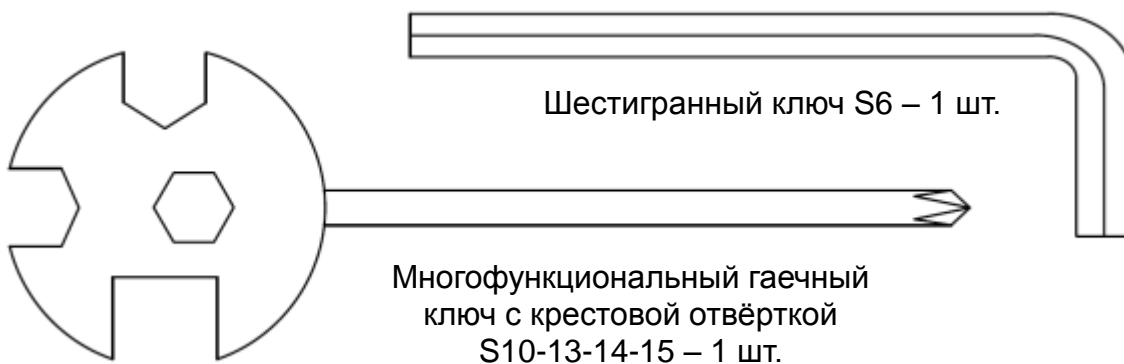 Шестигранный ключ S6 – 1 шт.
Многофункциональный гаечный
ключ с крестовой отвёрткой
S10-13-14-15 – 1 шт.